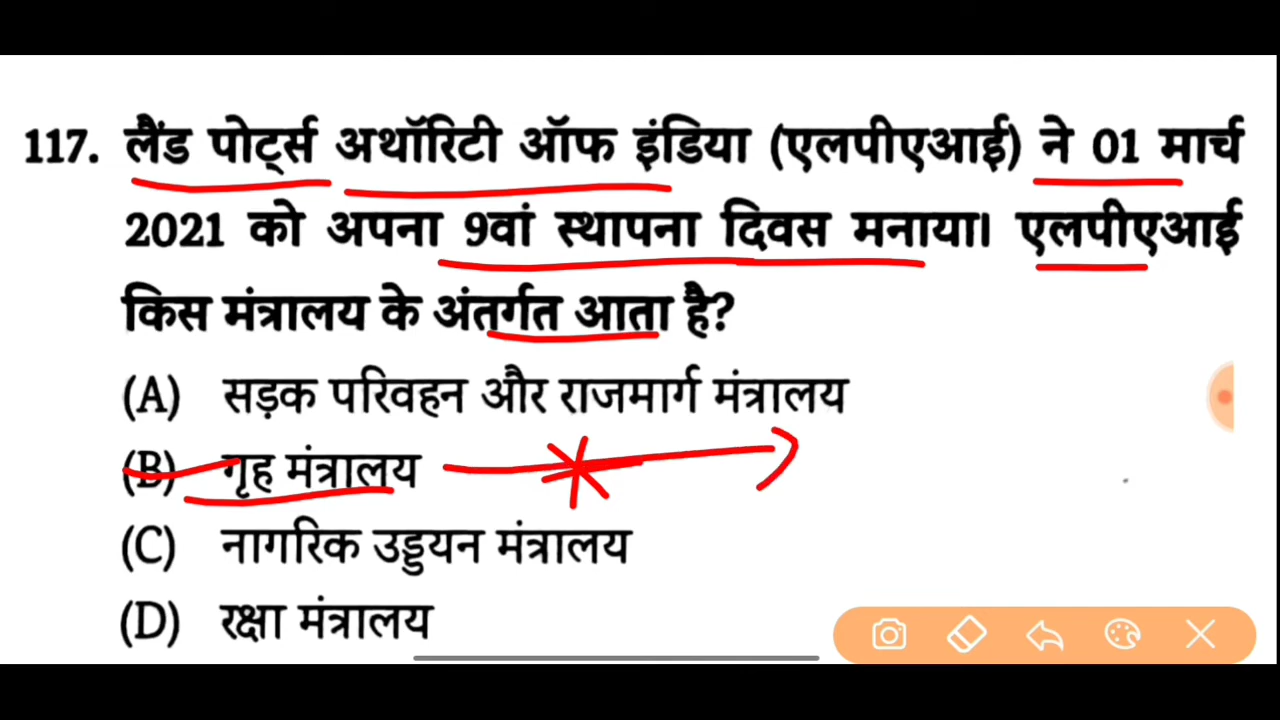 117. लैंड पोर्ट्स अथॉरिटी ऑफ इंडिया (एलपीएआई) ने 01 मार्च
2021 को अपना 9वां स्थापना दिवस मनाया। एलपीएआई
किस मंत्रालय के अंतर्गत आता है?
(A) सड़क परिवहन और राजमार्ग मंत्रालय
(B) गृह मंत्रालय
(C) नागरिक उड्डयन मंत्रालय
(D) रक्षा मंत्रालय